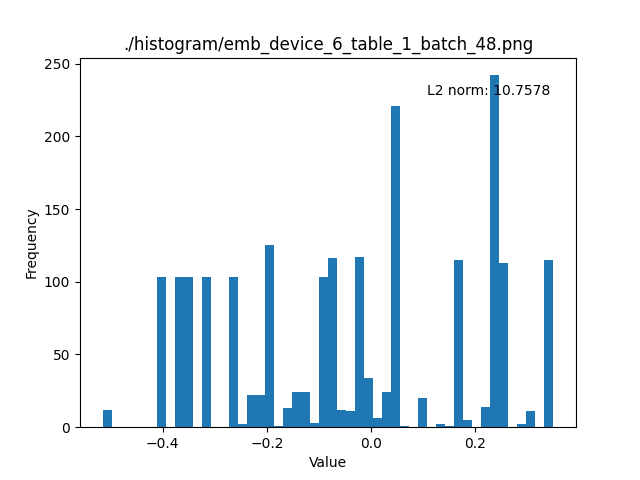 ./histogram/emb_device_6_table_1_batch_48.png
L2 norm: 10.7578
250
200
150
100
50
0
Frequency
−0.4 −0.2 0.0 0.2
Value